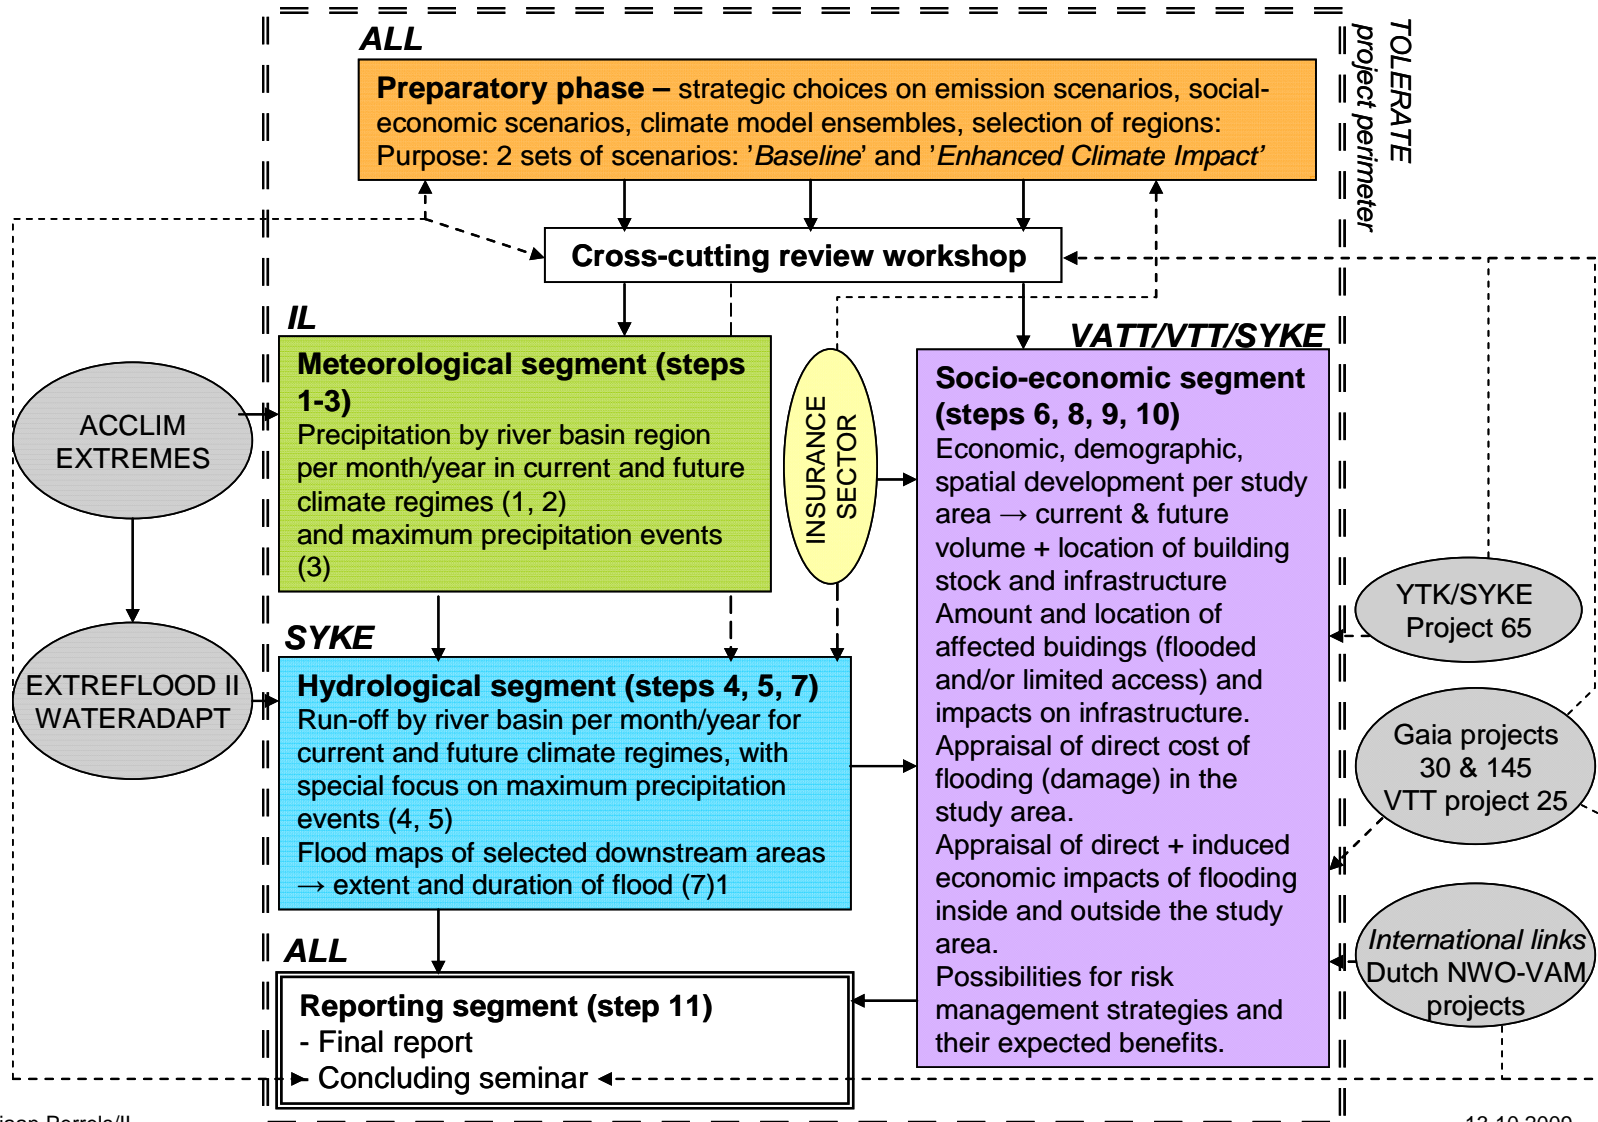 ALL
TOLERATE
project perimeter
Preparatory phase – strategic choices on emission scenarios, social-
economic scenarios, climate model ensembles, selection of regions:
Purpose: 2 sets of scenarios: ’Baseline’ and ’Enhanced Climate Impact’
Cross-cutting review workshop
IL
Meteorological segment (steps
1-3)
Precipitation by river basin region
per month/year in current and future
climate regimes (1, 2)
and maximum precipitation events
(3)
ACCLIM
EXTREMES
INSURANCE
SECTOR
VATT/VTT/SYKE
Socio-economic segment
(steps 6, 8, 9, 10)
Economic, demographic,
spatial development per study
area → current & future
volume + location of building
stock and infrastructure
Amount and location of
affected buidings (flooded
and/or limited access) and
impacts on infrastructure.
Appraisal of direct cost of
flooding (damage) in the
study area.
Appraisal of direct + induced
economic impacts of flooding
inside and outside the study
area.
Possibilities for risk
management strategies and
their expected benefits.
SYKE
Hydrological segment (steps 4, 5, 7)
Run-off by river basin per month/year for
current and future climate regimes, with
special focus on maximum precipitation
events (4, 5)
Flood maps of selected downstream areas
→ extent and duration of flood (7)1
EXTREFLOOD II
WATERADAPT
YTK/SYKE
Project 65
Gaia projects
30 & 145
VTT project 25
International links
Dutch NWO-VAM
projects
ALL
Reporting segment (step 11)
- Final report
- Concluding seminar